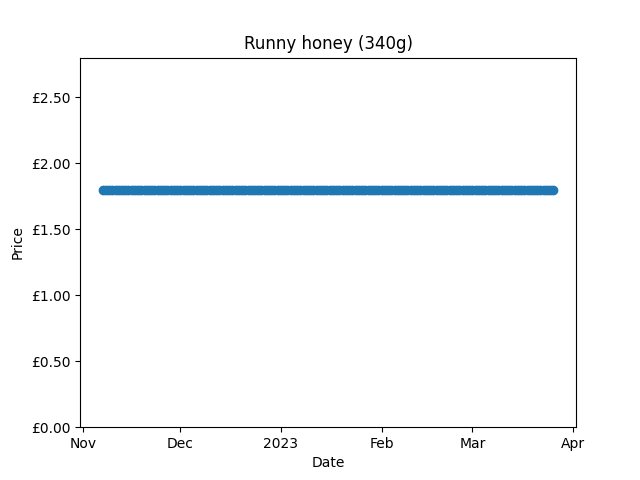 Runny honey (340g)
£2.50
£2.00
£1.50
£1.00
£0.50
£0.00
Price
Nov Dec 2023 Feb Mar Apr
Date